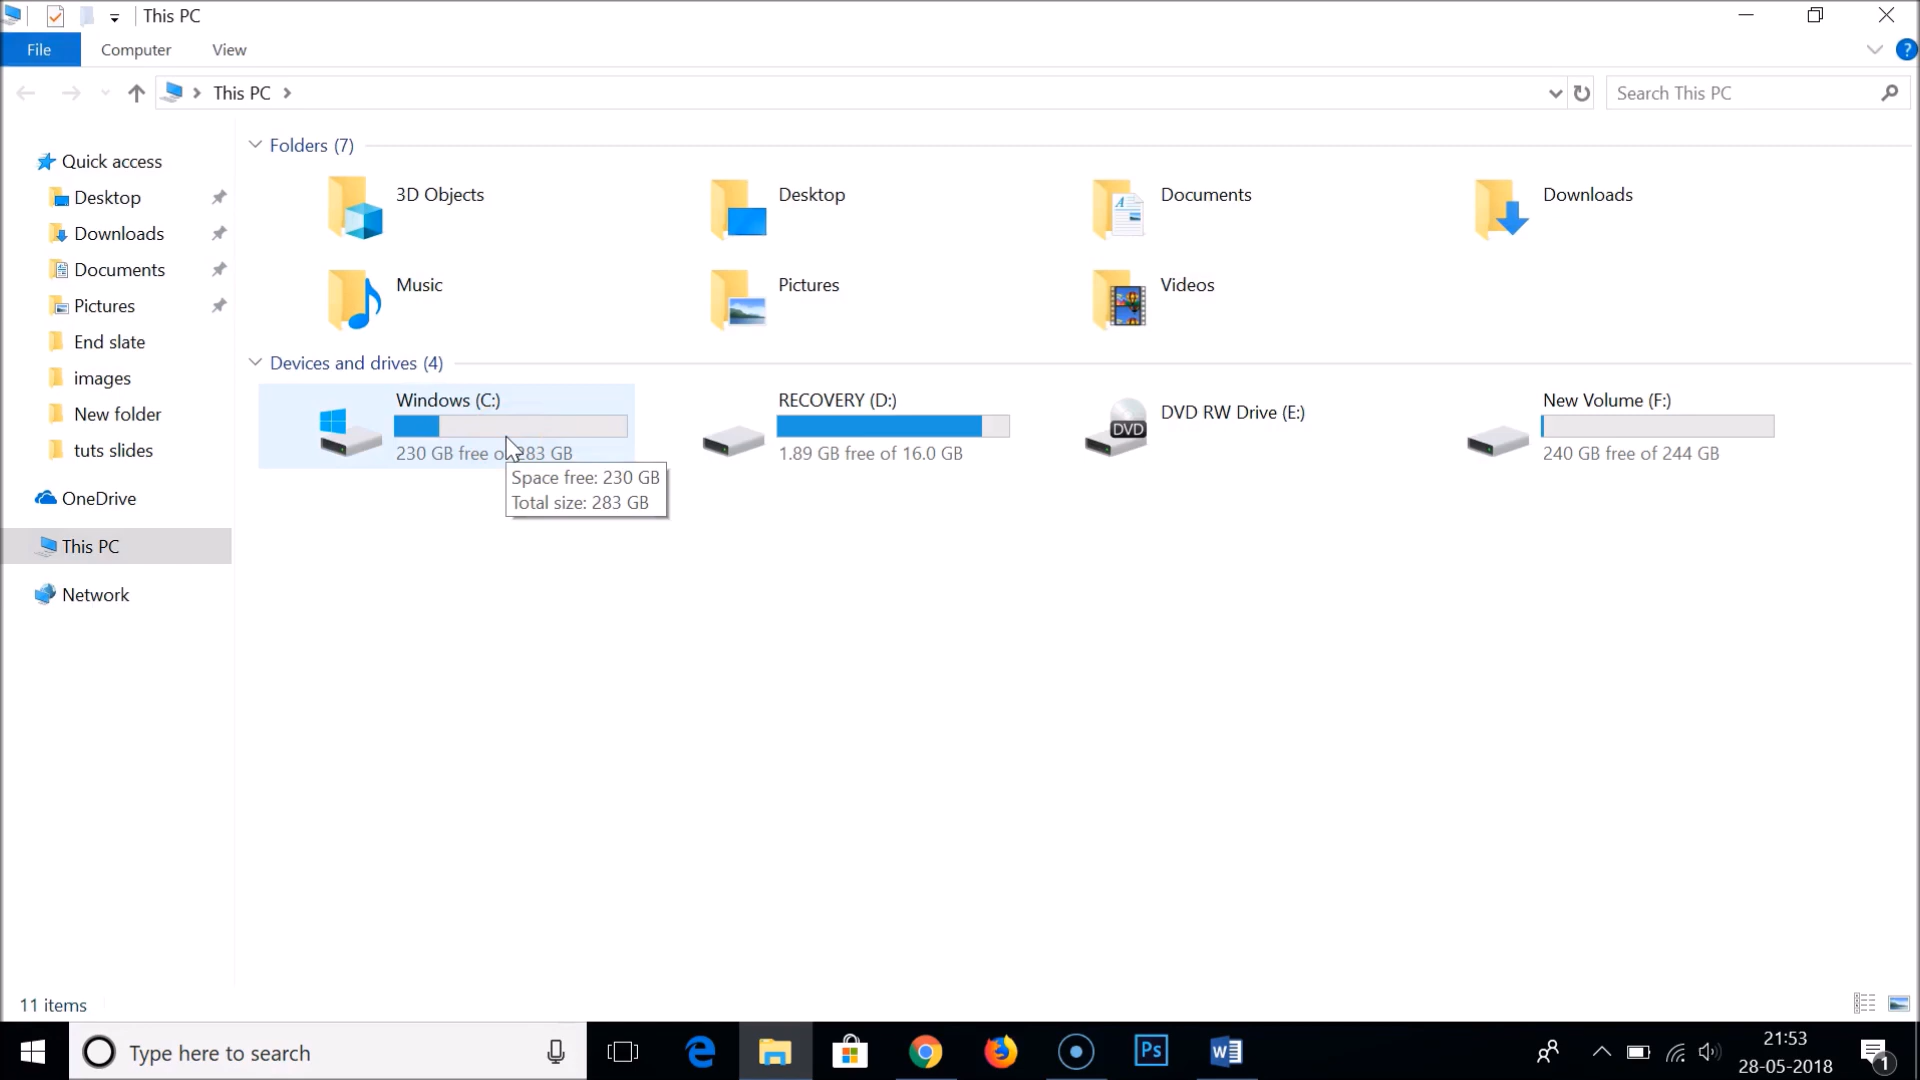 This PC
File Computer View ?
This PC
Search This PC
Quick access
Desktop
Downloads
Documents
Pictures
End slate
images
New folder
tuts slides
OneDrive
This PC
Network
Folders (7)
3D Objects
Desktop
Documents
Downloads
Music
Pictures
Videos
Devices and drives (4)
Windows (C:)
230 GB free of 283 GB
Space free: 230 GB
Total size: 283 GB
RECOVERY (D:)
1.89 GB free of 16.0 GB
DVD
DVD RW Drive (E:)
New Volume (F:)
240 GB free of 244 GB
11 items
Type here to search
Ps
W
21:53
28-05-2018
1